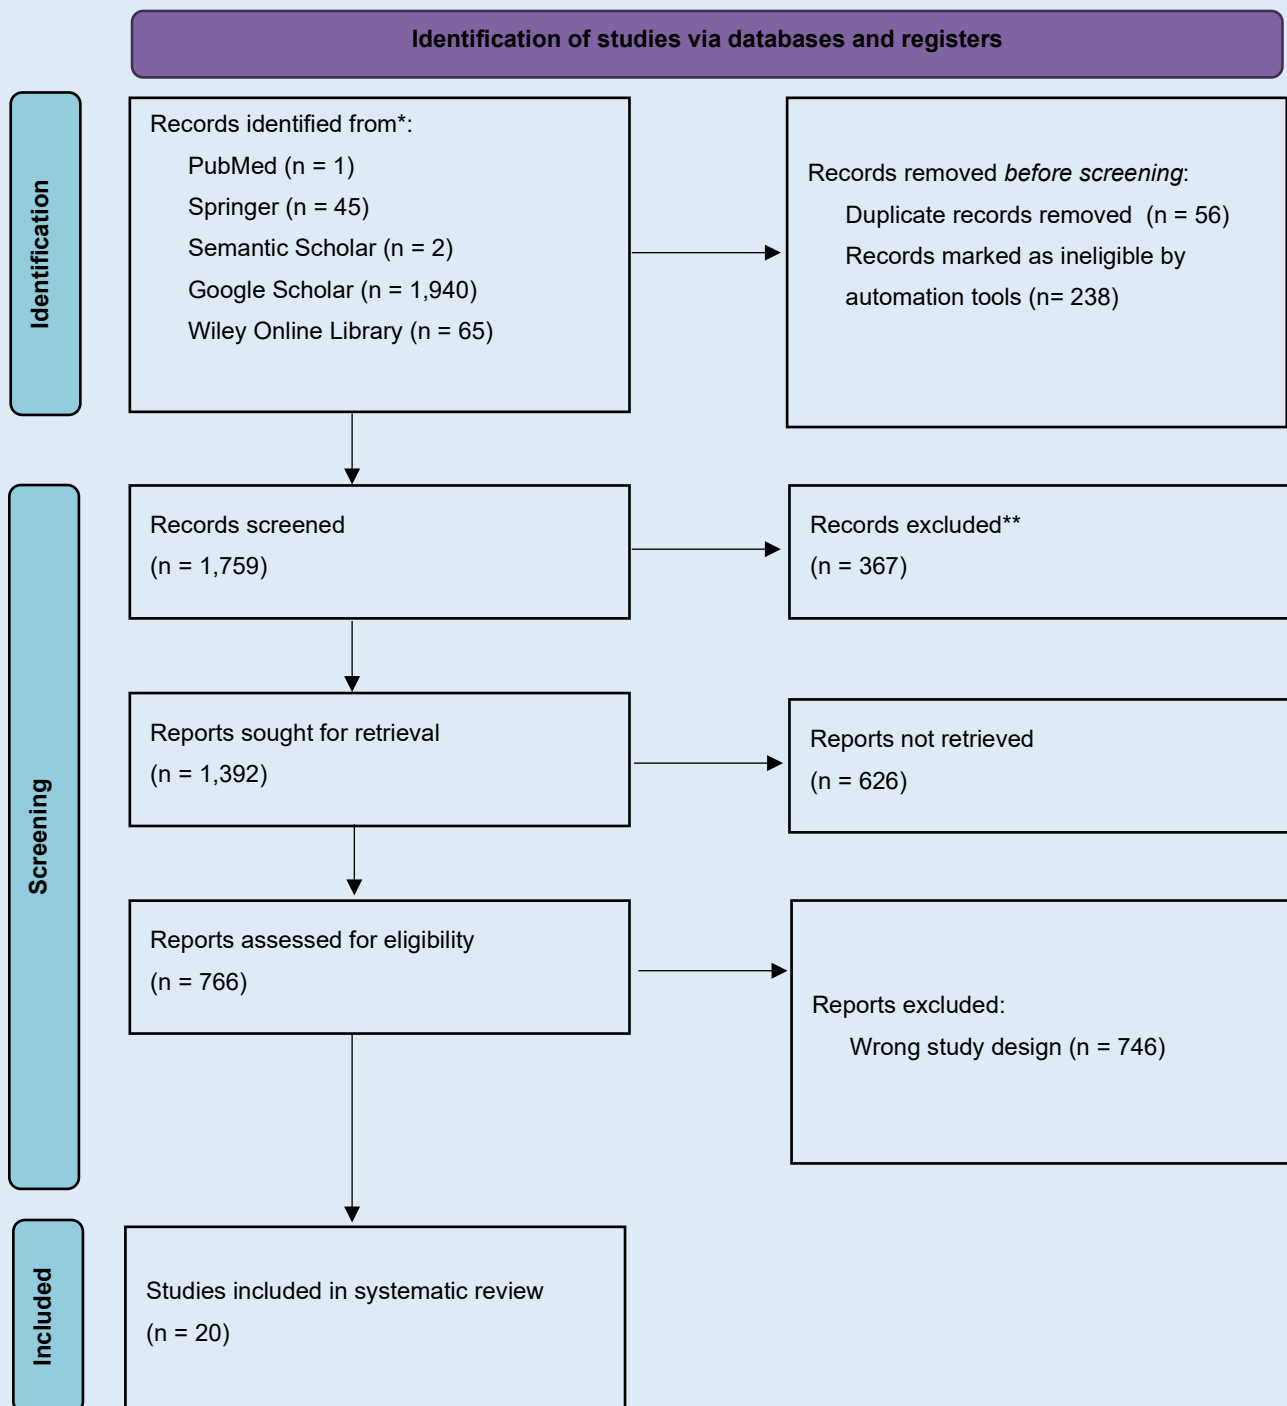 Identification of studies via databases and registers
Identification
Records identified from*:
PubMed (n = 1)
Springer (n = 45)
Semantic Scholar (n = 2)
Google Scholar (n = 1,940)
Wiley Online Library (n = 65)
Records removed before screening:
Duplicate records removed (n = 56)
Records marked as ineligible by
automation tools (n= 238)
Screening
Records screened
(n = 1,759)
Records excluded**
(n = 367)
Reports sought for retrieval
(n = 1,392)
Reports not retrieved
(n = 626)
Reports assessed for eligibility
(n = 766)
Reports excluded:
Wrong study design (n = 746)
Included
Studies included in systematic review
(n = 20)